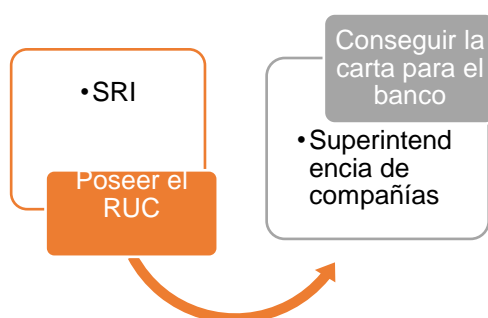 •SRI
Poseer el
RUC
Conseguir la
carta para el
banco
•Superintend
encia de
compañías